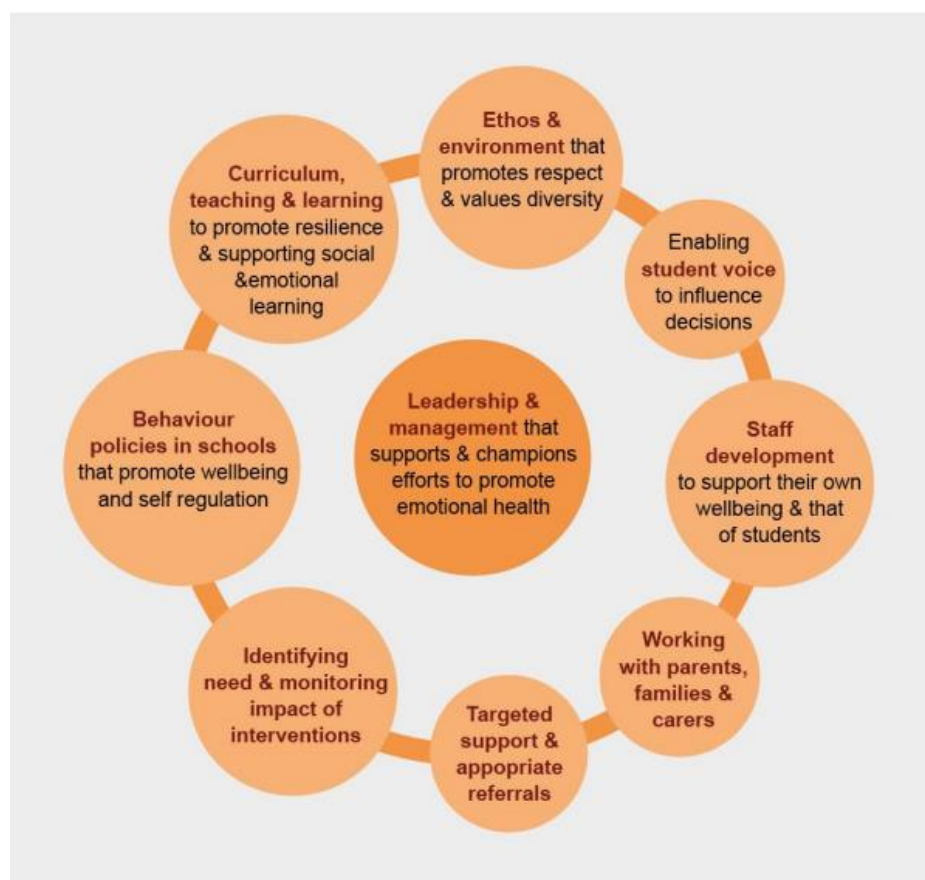 Ethos &
environment that
promotes respect
& values diversity
Enabling
student voice
to influence
decisions
Staff
development
to support their own
wellbeing & that
of students
Working
with parents,
families &
carers
Targeted
support &
appopriate
referrals
Identifying
need & monitoring
impact of
interventions
Behaviour
policies in schools
that promote wellbeing
and self regulation
Curriculum,
teaching & learning
to promote resilience
& supporting social
&emotional
learning
Leadership &
management that
supports & champions
efforts to promote
emotional health